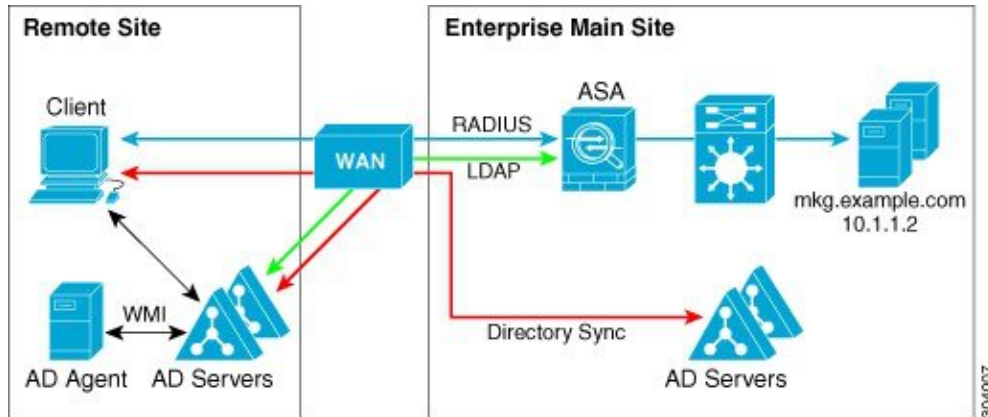 Remote Site
Enterprise Main Site
Client
ASA
RADIUS
WAN
LDAP
mkg.example.com
10.1.1.2
WMI
Directory Sync
AD Agent
AD Servers
AD Servers
304007